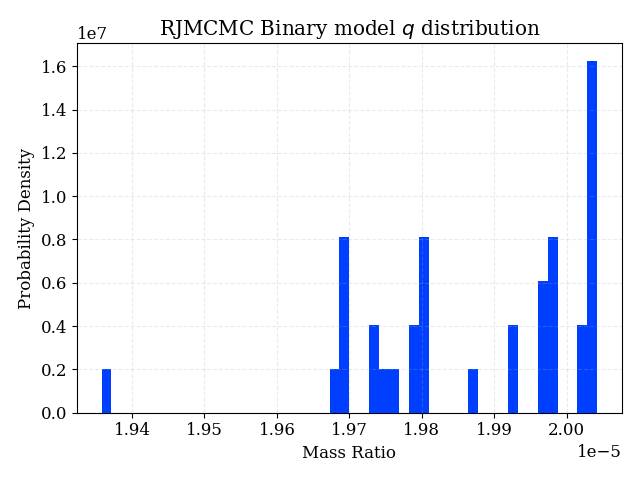 RJMCMC Binary model q distribution
1e7
1.6
1.4
1.2
1.0
0.8
0.6
0.4
0.2
0.0
Probability Density
1.94 1.95 1.96 1.97 1.98 1.99 2.00
1e−5
Mass Ratio